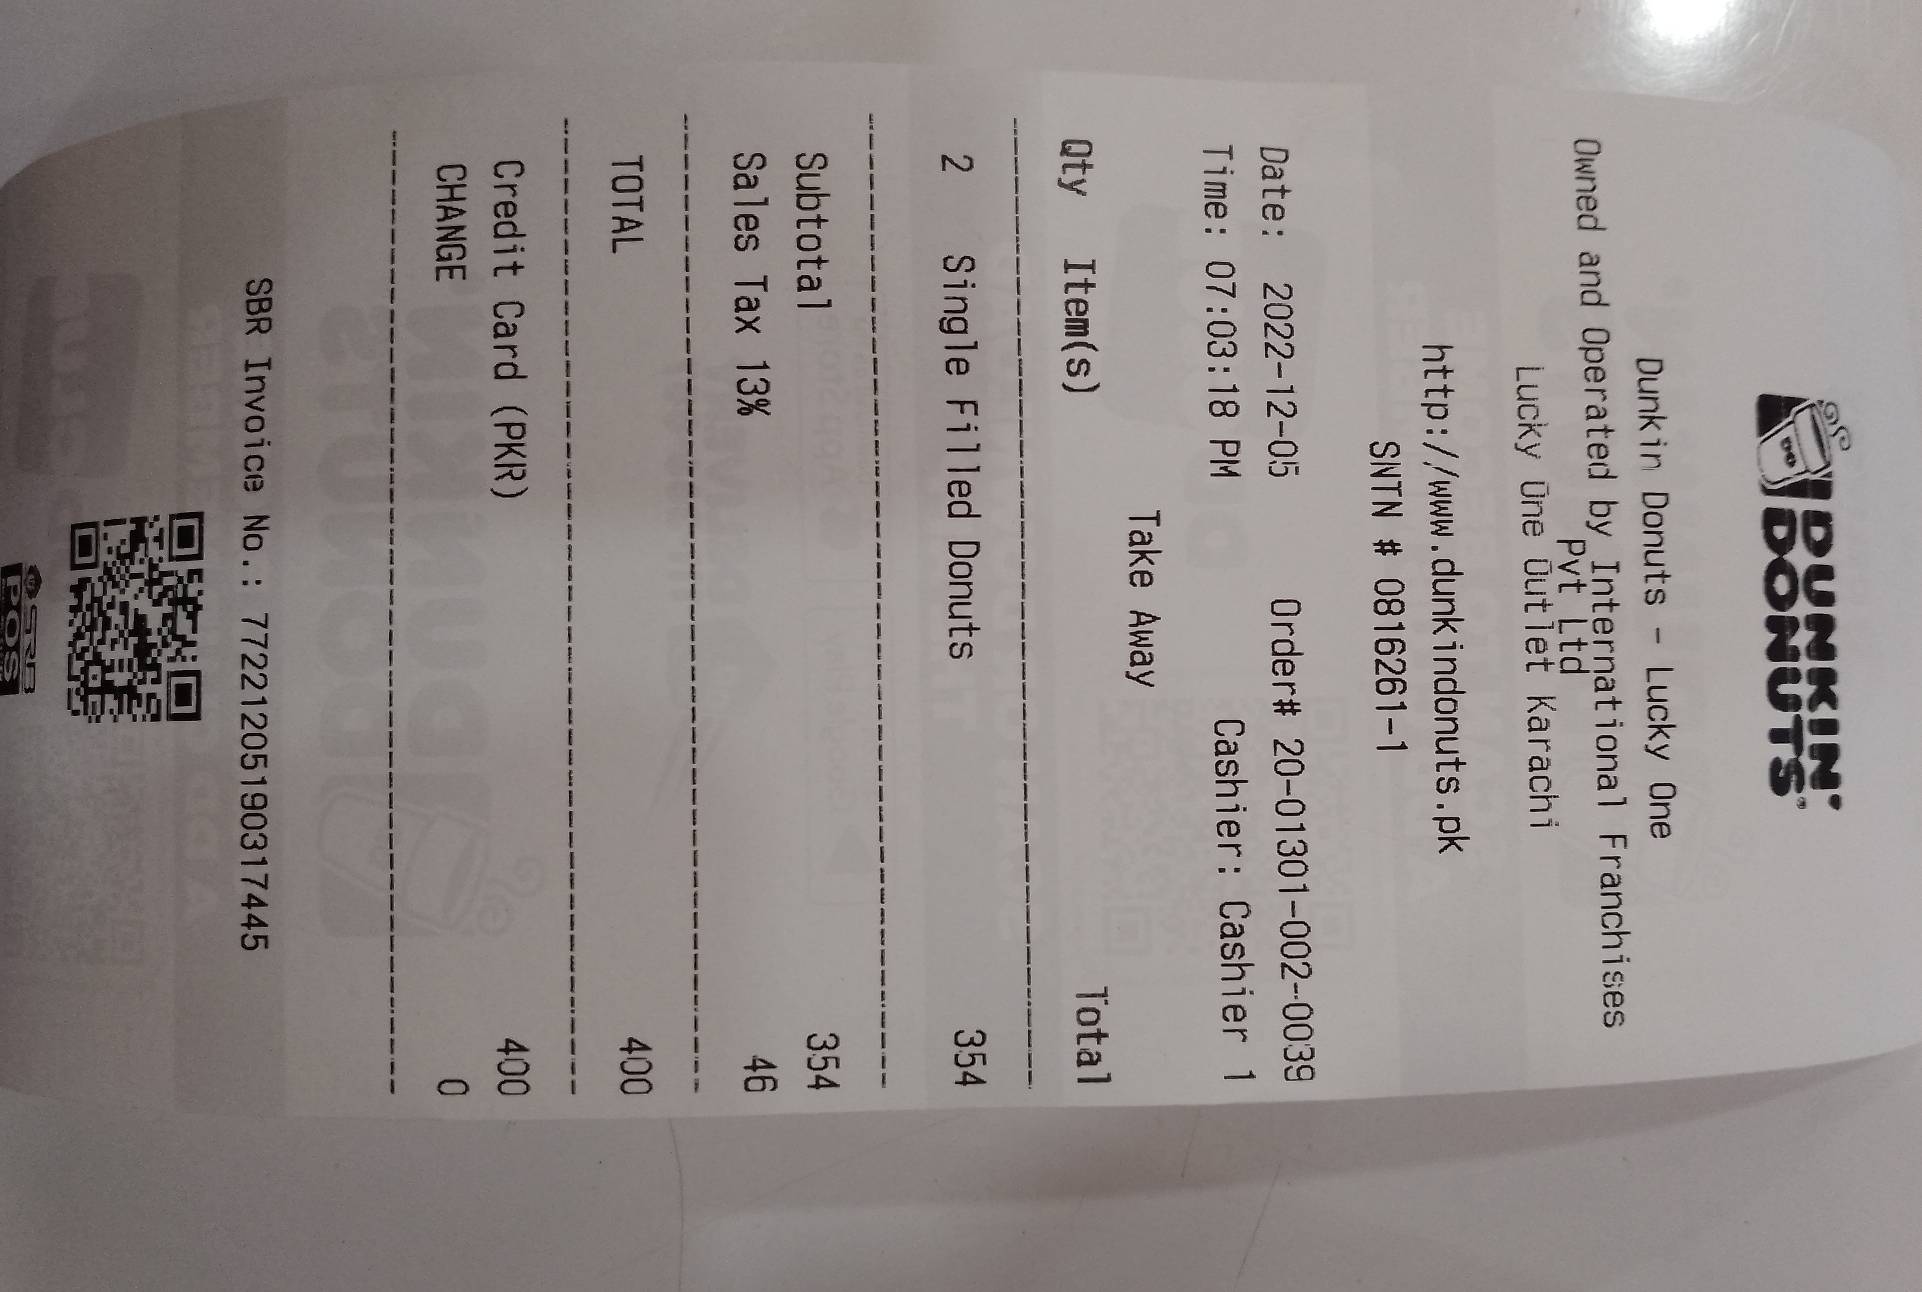 DUNKIN'
DONUTS
Dunkin Donuts - Lucky One
Owned and Operated by International Franchises
Pvt Ltd
Lucky One Outlet Karachi
http://www.dunkindonuts.pk
SNTN # 0816261-1
Date: 2022-12-05 Order# 20-01301-002-0039
Time: 07:03:18 PM Cashier: Cashier 1
Take Away
Qty Item(s) Total
2 Single Filled Donuts 354
Subtotal 354
Sales Tax 13% 46
TOTAL 400
Credit Card (PKR) 400
CHANGE 0
SBR Invoice No.: 77221205190317445
SRB
POS